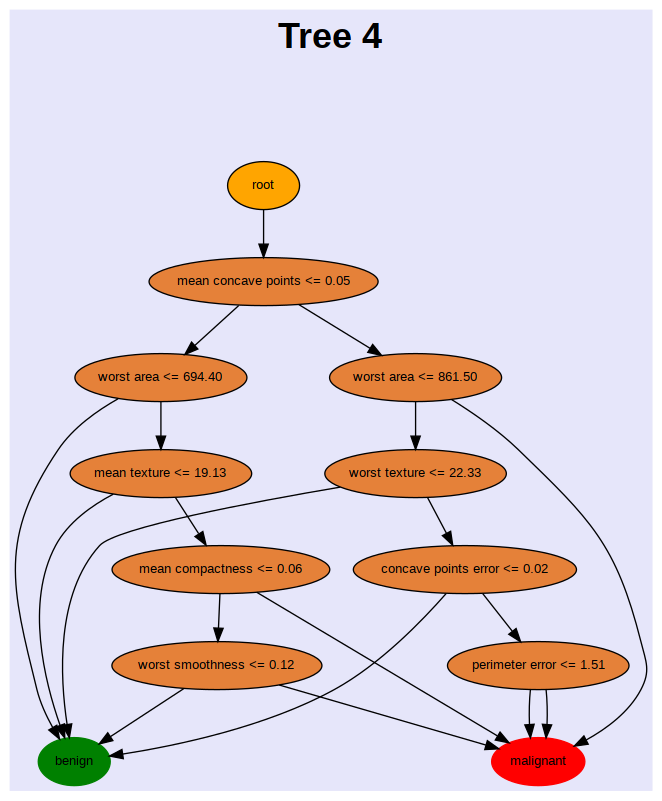 Tree 4
root
mean concave points <= 0.05
worst area <= 694.40
worst area <= 861.50
mean texture <= 19.13
worst texture <= 22.33
mean compactness <= 0.06
concave points error <= 0.02
worst smoothness <= 0.12
perimeter error <= 1.51
benign
malignant